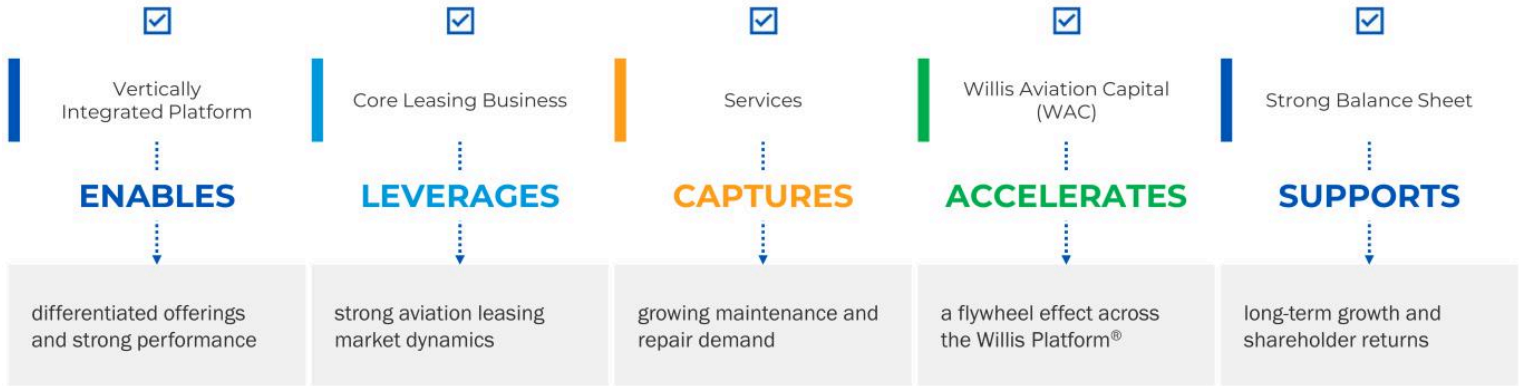 Vertically
Integrated Platform
ENABLES
differentiated offerings
and strong performance
Core Leasing Business
LEVERAGES
strong aviation leasing
market dynamics
Services
CAPTURES
growing maintenance and
repair demand
Willis Aviation Capital
(WAC)
ACCELERATES
a flywheel effect across
the Willis Platform®
Strong Balance Sheet
SUPPORTS
long-term growth and
shareholder returns